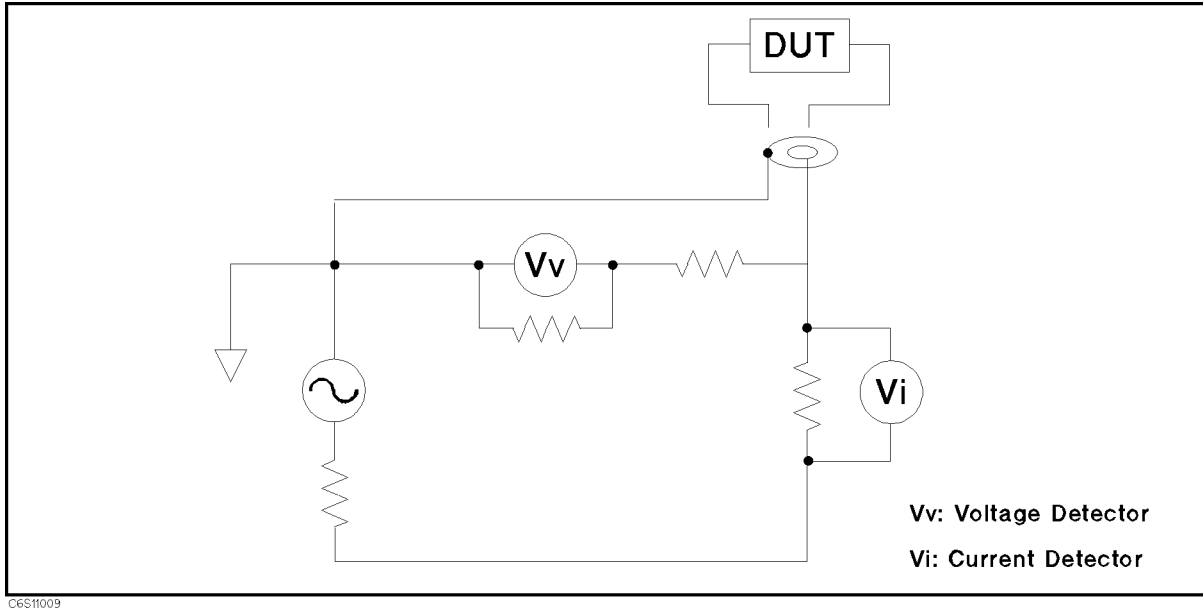 DUT
Vv
Vi
Vv: Voltage Detector
Vi: Current Detector
C6S11009